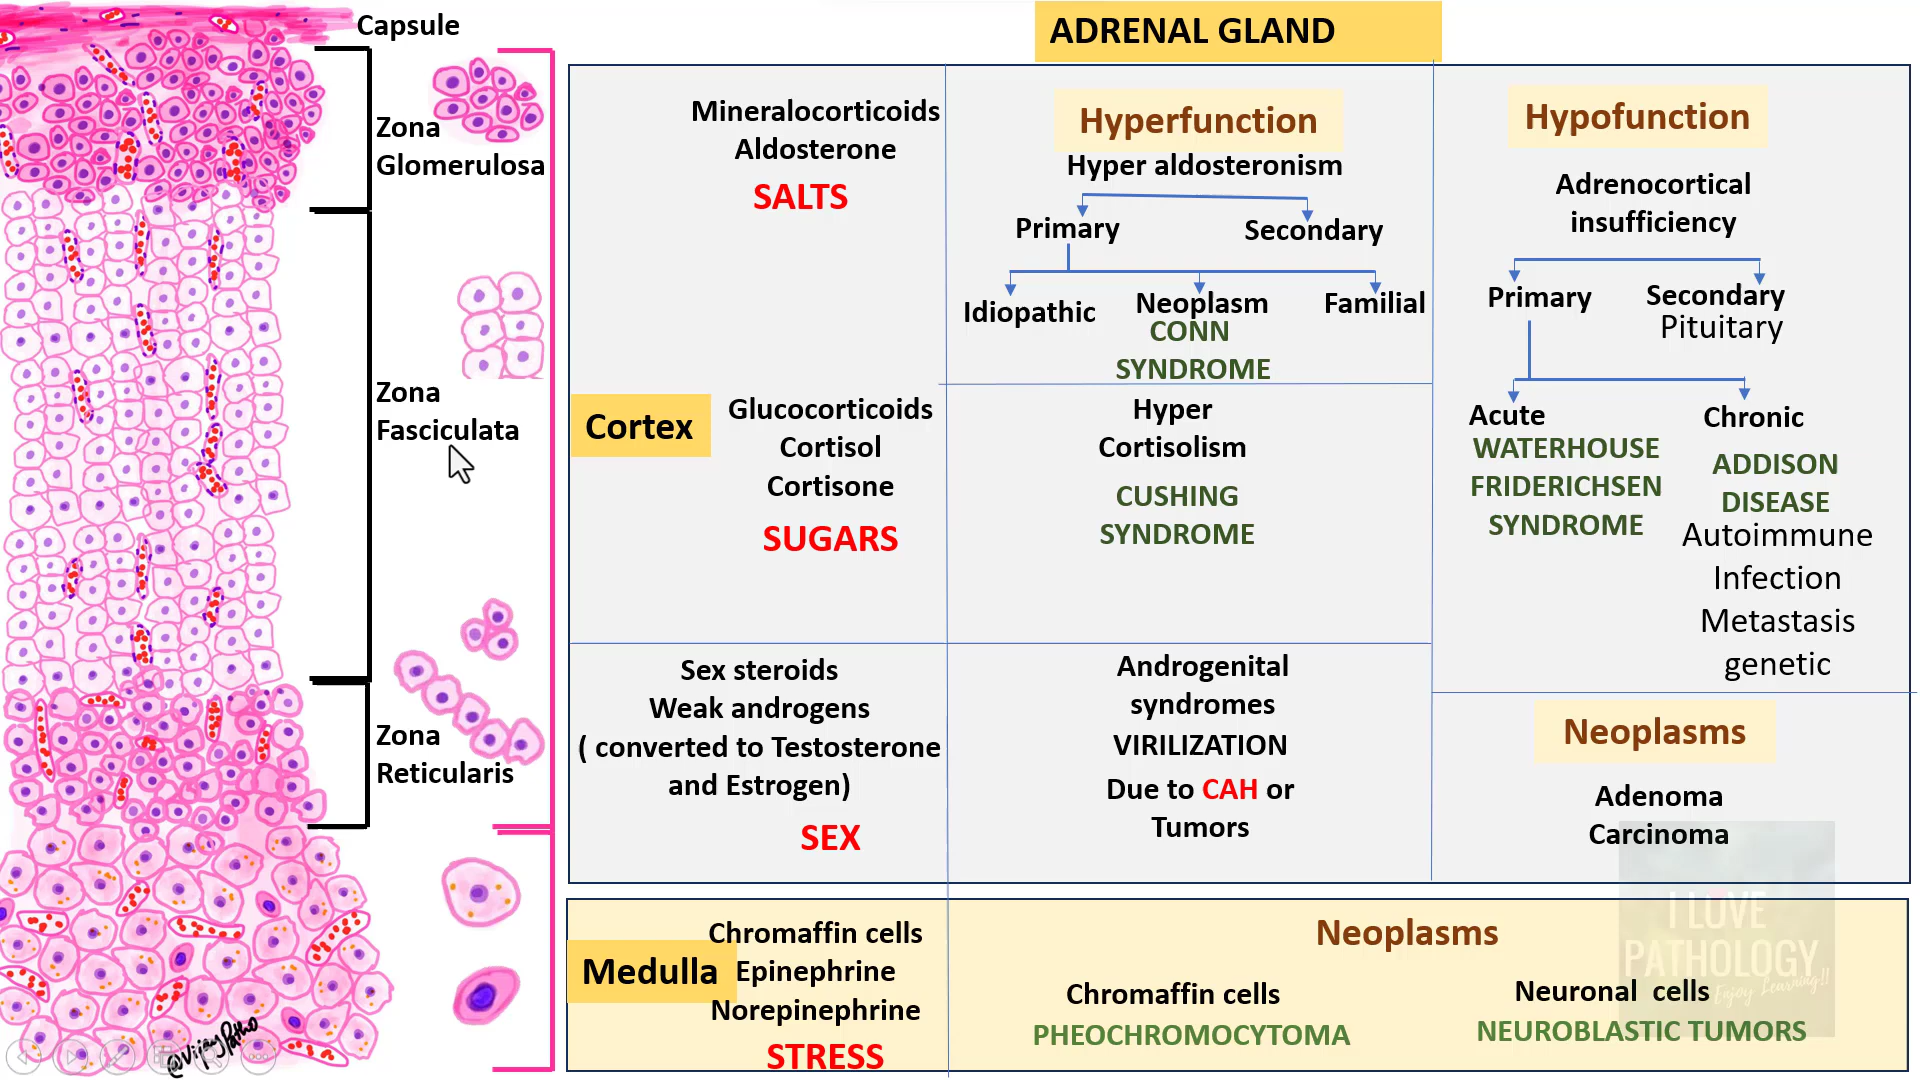 ADRENAL GLAND
Capsule
Zona
Glomerulosa
Zona
Fasciculata
Zona
Reticularis
Cortex
Mineralocorticoids
Aldosterone
SALTS
Glucocorticoids
Cortisol
Cortisone
SUGARS
Sex steroids
Weak androgens
( converted to Testosterone
and Estrogen)
SEX
Hyperfunction
Hyper aldosteronism
Primary
Secondary
Idiopathic
Neoplasm
Familial
CONN
SYNDROME
Hyper
Cortisolism
CUSHING
SYNDROME
Androgenital
syndromes
VIRILIZATION
Due to CAH or
Tumors
Hypofunction
Adrenocortical
insufficiency
Primary
Secondary
Pituitary
Acute
WATERHOUSE
FRIDERICHSEN
SYNDROME
Chronic
ADDISON
DISEASE
Autoimmune
Infection
Metastasis
genetic
Neoplasms
Adenoma
Carcinoma
Medulla
Chromaffin cells
Epinephrine
Norepinephrine
STRESS
Neoplasms
Chromaffin cells
PHEOCHROMOCYTOMA
Neuronal cells
NEUROBLASTIC TUMORS
I LOVE
PATHOLOGY
Enjoy Learning!!
@vijaypatho